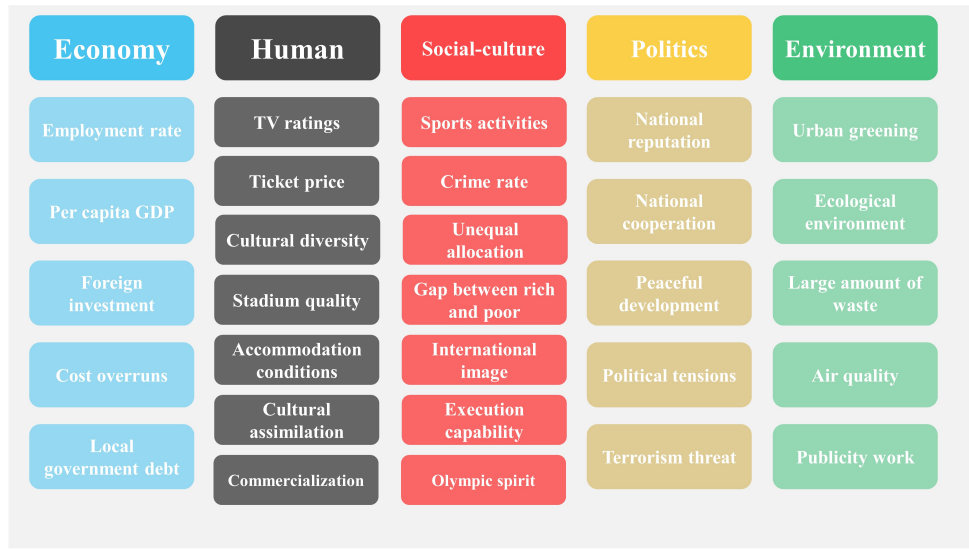 Economy
Human
Social-culture
Politics
Environment
Employment rate
Per capita GDP
Foreign
investment
Cost overruns
Local
government debt
TV ratings
Ticket price
Cultural diversity
Stadium quality
Accommodation
conditions
Cultural
assimilation
Commercialization
Sports activities
Crime rate
Unequal
allocation
Gap between rich
and poor
International
image
Execution
capability
Olympic spirit
National
reputation
National
cooperation
Peaceful
development
Political tensions
Terrorism threat
Urban greening
Ecological
environment
Large amount of
waste
Air quality
Publicity work